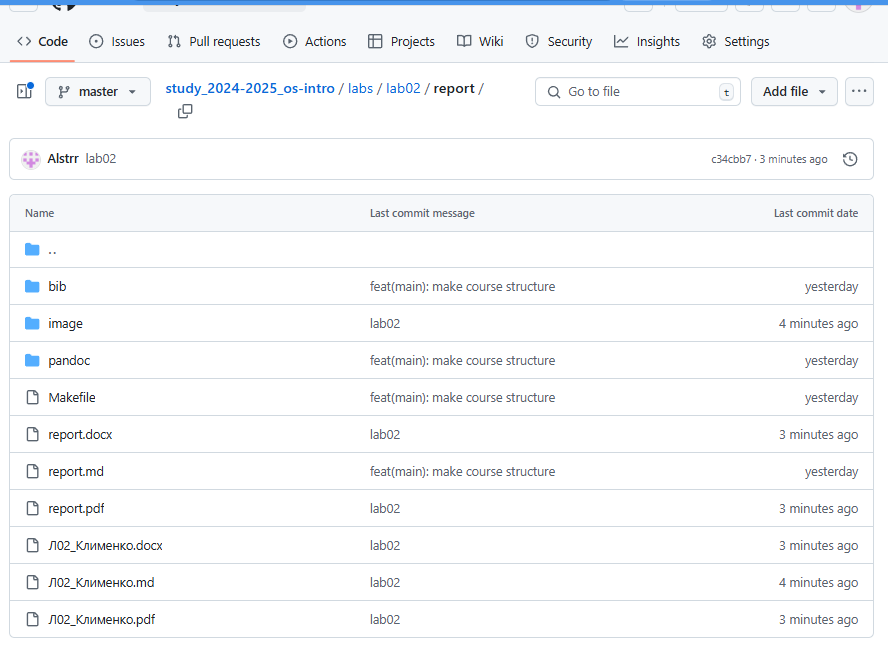 Code Issues Pull requests Actions Projects Wiki Security Insights Settings
master study_2024-2025_os-intro / labs / lab02 / report / Go to file t Add file ...
Alstrr lab02 c34cbb7 · 3 minutes ago
Name Last commit message Last commit date
..
bib feat(main): make course structure yesterday
image lab02 4 minutes ago
pandoc feat(main): make course structure yesterday
Makefile feat(main): make course structure yesterday
report.docx lab02 3 minutes ago
report.md feat(main): make course structure yesterday
report.pdf lab02 3 minutes ago
Л02_Клименко.docx lab02 3 minutes ago
Л02_Клименко.md lab02 4 minutes ago
Л02_Клименко.pdf lab02 3 minutes ago